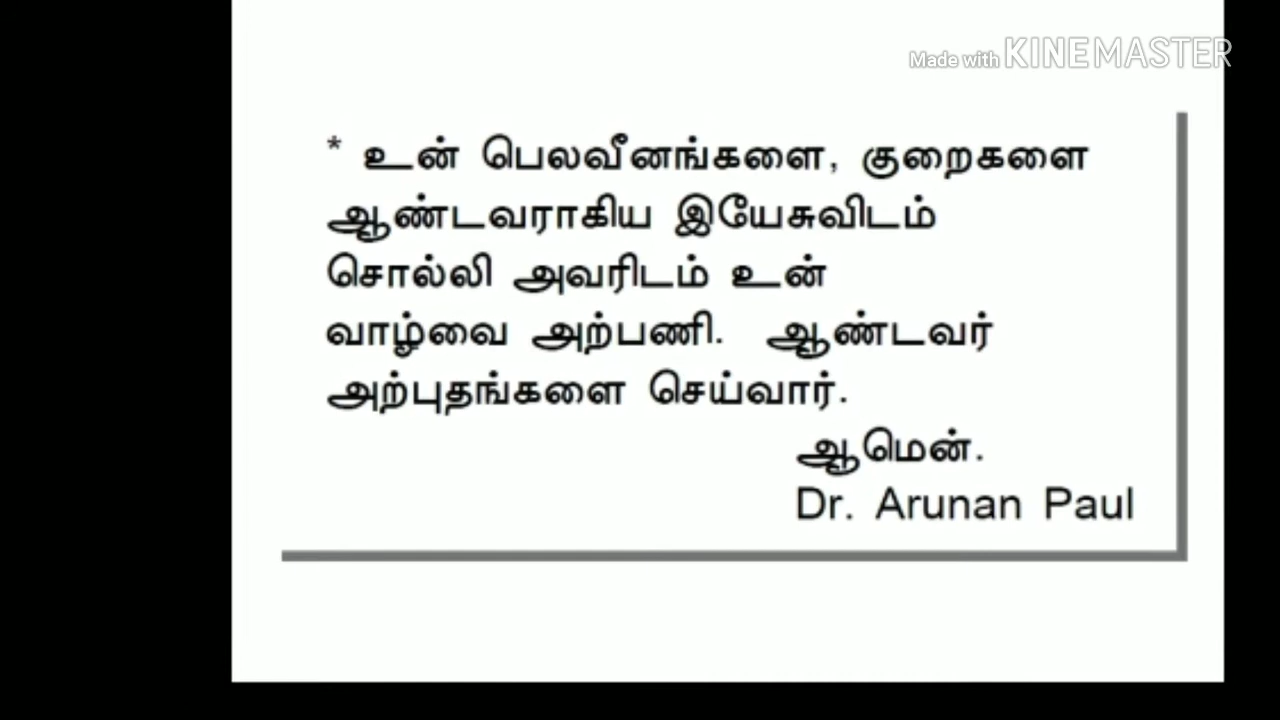 Made with KINEMASTER
* உன் பெலவீனங்களை, குறைகளை
ஆண்டவராகிய இயேசுவிடம்
சொல்லி அவரிடம் உன்
வாழ்வை அற்பணி. ஆண்டவர்
அற்புதங்களை செய்வார்.
ஆமென்.
Dr. Arunan Paul